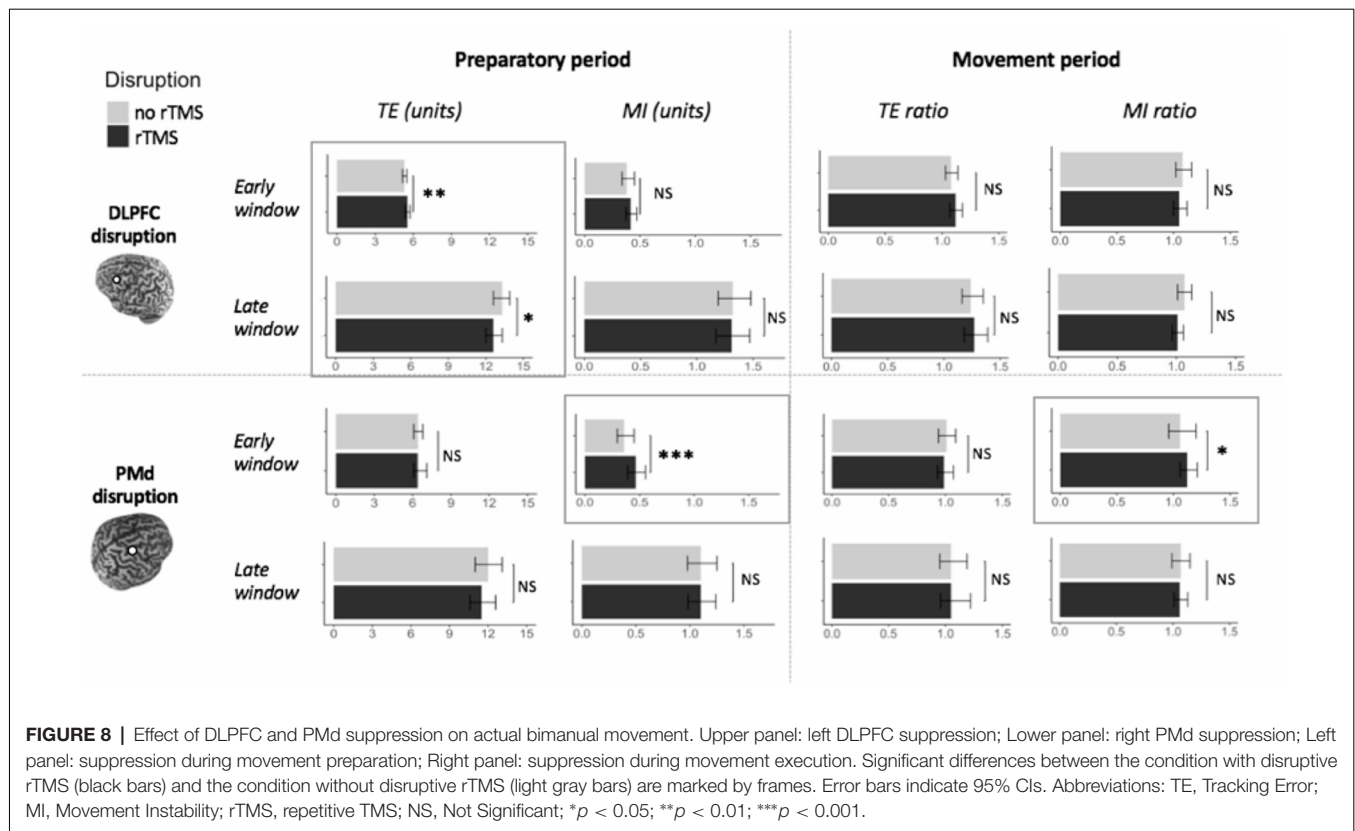 Preparatory period
Movement period
Disruption
no rTMS
rTMS
TE (units)
MI (units)
TE ratio
MI ratio
DLPFC
disruption
Early
window
**
NS
NS
NS
0 3 6 9 12 15
0.0 0.5 1.0 1.5
0.0 0.5 1.0 1.5
0.0 0.5 1.0 1.5
Late
window
*
NS
NS
NS
0 3 6 9 12 15
0.0 0.5 1.0 1.5
0.0 0.5 1.0 1.5
0.0 0.5 1.0 1.5
PMd
disruption
Early
window
NS
***
NS
*
0 3 6 9 12 15
0.0 0.5 1.0 1.5
0.0 0.5 1.0 1.5
0.0 0.5 1.0 1.5
Late
window
NS
NS
NS
NS
0 3 6 9 12 15
0.0 0.5 1.0 1.5
0.0 0.5 1.0 1.5
0.0 0.5 1.0 1.5
FIGURE 8 | Effect of DLPFC and PMd suppression on actual bimanual movement. Upper panel: left DLPFC suppression; Lower panel: right PMd suppression; Left
panel: suppression during movement preparation; Right panel: suppression during movement execution. Significant differences between the condition with disruptive
rTMS (black bars) and the condition without disruptive rTMS (light gray bars) are marked by frames. Error bars indicate 95% CIs. Abbreviations: TE, Tracking Error;
MI, Movement Instability; rTMS, repetitive TMS; NS, Not Significant; *p < 0.05; **p < 0.01; ***p < 0.001.